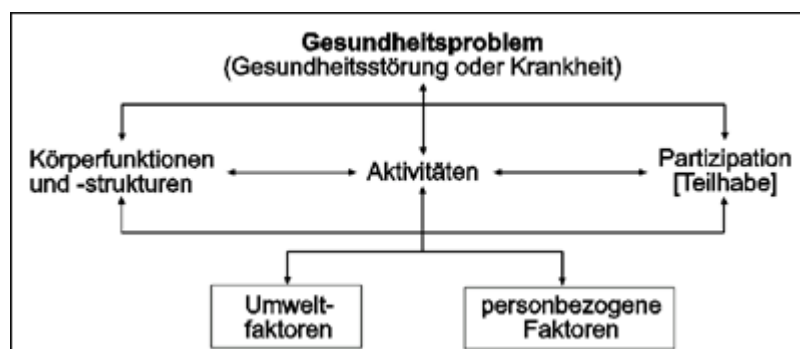 Gesundheitsproblem
(Gesundheitsstörung oder Krankheit)
Körperfunktionen
und -strukturen
Aktivitäten
Partizipation
[Teilhabe]
Umwelt-
faktoren
personbezogene
Faktoren